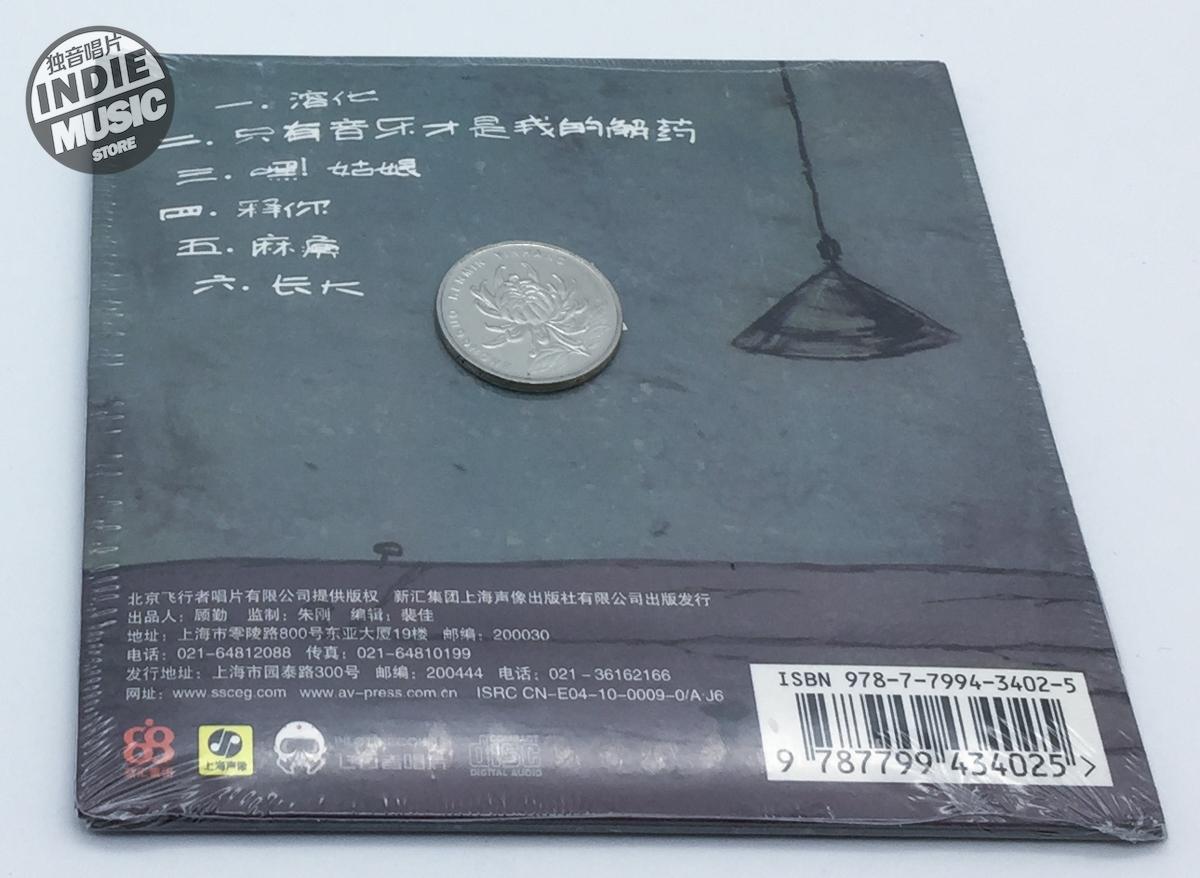 独音唱片
INDIE
MUSIC
STORE
一. 溶化
二. 只有音乐才是我的解药
三. 嘿! 姑娘
四. 释你
五. 麻痹
六. 长大
北京飞行者唱片有限公司提供版权 新汇集团上海声像出版社有限公司出版发行
出品人：顾勤 监制：朱刚 编辑：裴佳
地址：上海市零陵路800号东亚大厦19楼 邮编：200030
电话：021-64812088 传真：021-64810199
发行地址：上海市园泰路300号 邮编：200444 电话：021-36162166
网址：www.ssceg.com www.av-press.com.cn ISRC CN-E04-10-0009-0/A·J6
上海声像
COMPACT
DISC
DIGITAL AUDIO
ISBN 978-7-7994-3402-5
9 787799 434025 >